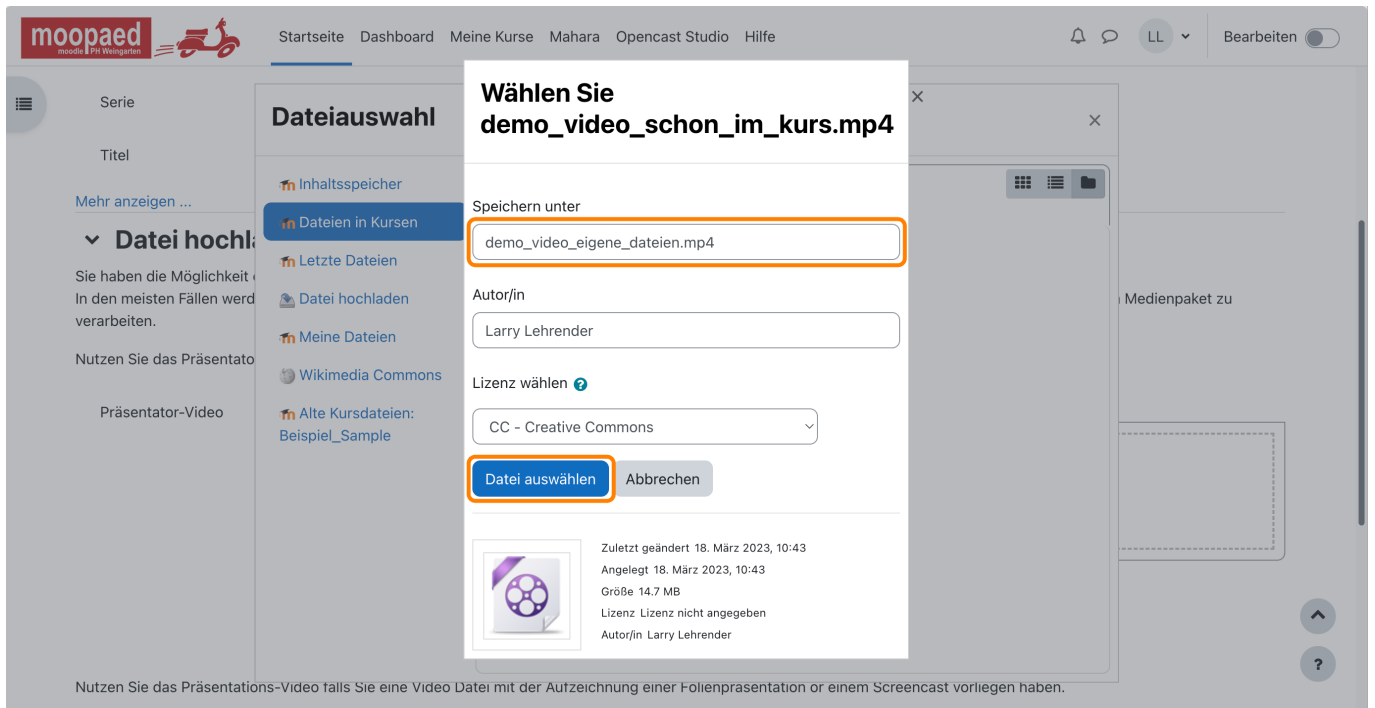 moopaed
moodle PH Weingarten
Startseite Dashboard Meine Kurse Mahara Opencast Studio Hilfe
LL
Bearbeiten
Serie
Titel
Mehr anzeigen ...
Datei hochl
Sie haben die Möglichkeit
In den meisten Fällen werd
Medienpaket zu
verarbeiten.
Nutzen Sie das Präsentato
Präsentator-Video
Dateiauswahl
Inhaltsspeicher
Dateien in Kursen
Letzte Dateien
Datei hochladen
Meine Dateien
Wikimedia Commons
Alte Kursdateien:
Beispiel_Sample
Wählen Sie
demo_video_schon_im_kurs.mp4
Speichern unter
demo_video_eigene_dateien.mp4
Autor/in
Larry Lehrender
Lizenz wählen ?
CC - Creative Commons
Datei auswählen Abbrechen
Zuletzt geändert 18. März 2023, 10:43
Angelegt 18. März 2023, 10:43
Größe 14.7 MB
Lizenz Lizenz nicht angegeben
Autor/in Larry Lehrender
?
Nutzen Sie das Präsentations-Video falls Sie eine Video Datei mit der Aufzeichnung einer Folienpräsentation or einem Screencast vorliegen haben.